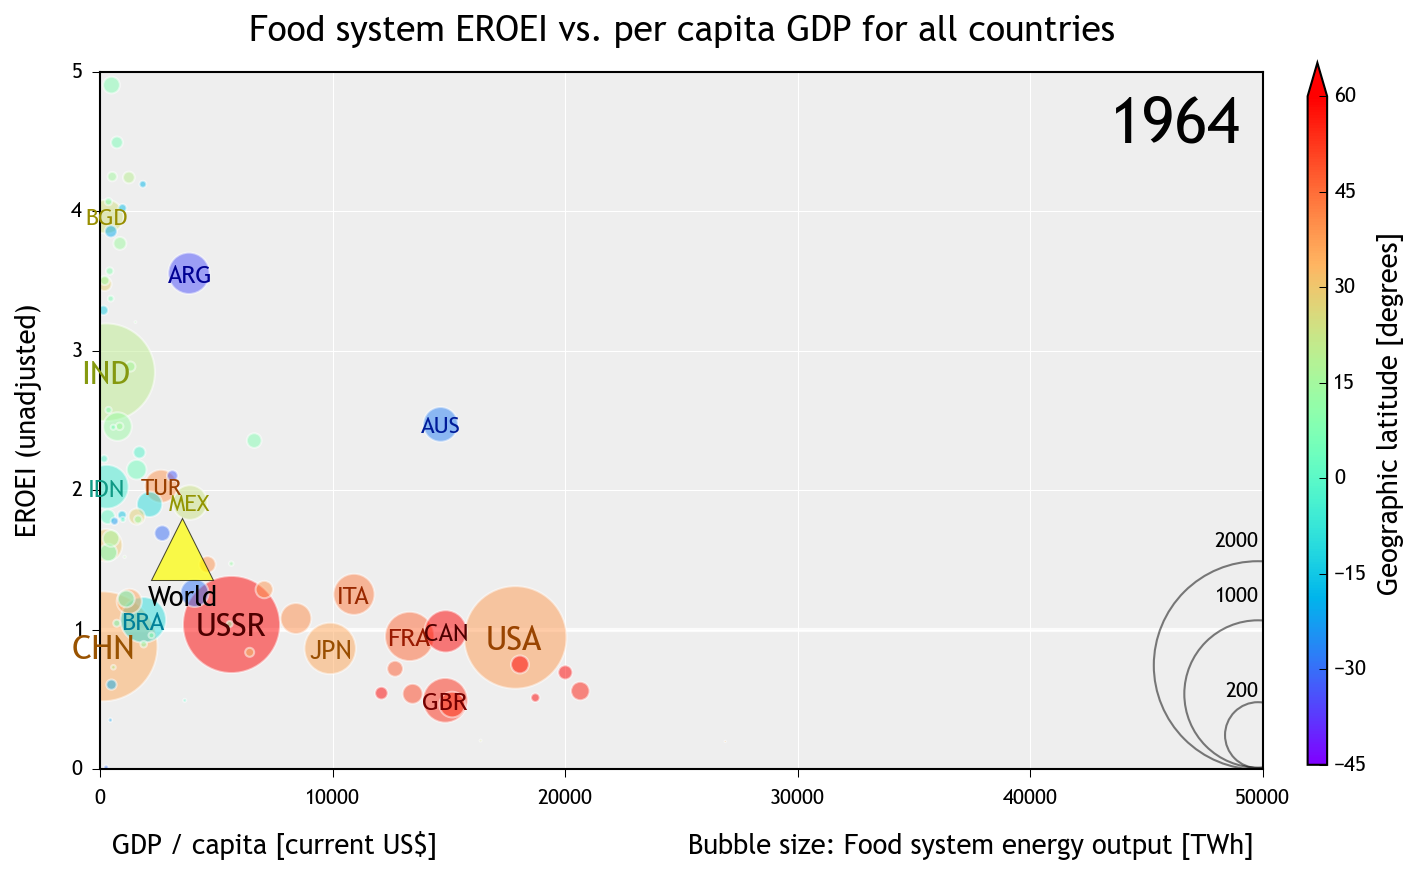 Food system EROEI vs. per capita GDP for all countries
1964
EROEI (unadjusted)
5
4
3
2
1
0
BGD
ARG
IND
AUS
IDN
TUR
MEX
World
ITA
BRA
USSR
CHN
JPN
FRA
CAN
USA
GBR
2000
1000
200
0
10000
20000
30000
40000
50000
GDP / capita [current US$]
Bubble size: Food system energy output [TWh]
60
45
30
15
0
−15
−30
−45
Geographic latitude [degrees]